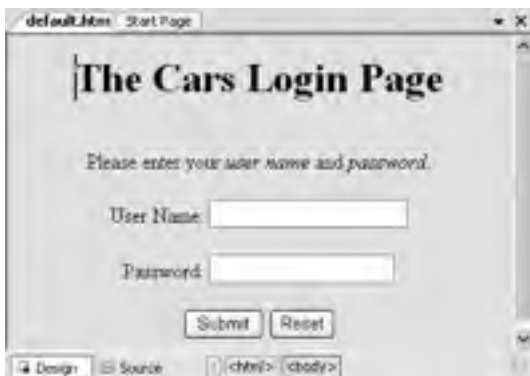 default.htm Start Page
The Cars Login Page
Please enter your user name and password.
User Name
Password
Submit Reset
Design Source <html> <body>